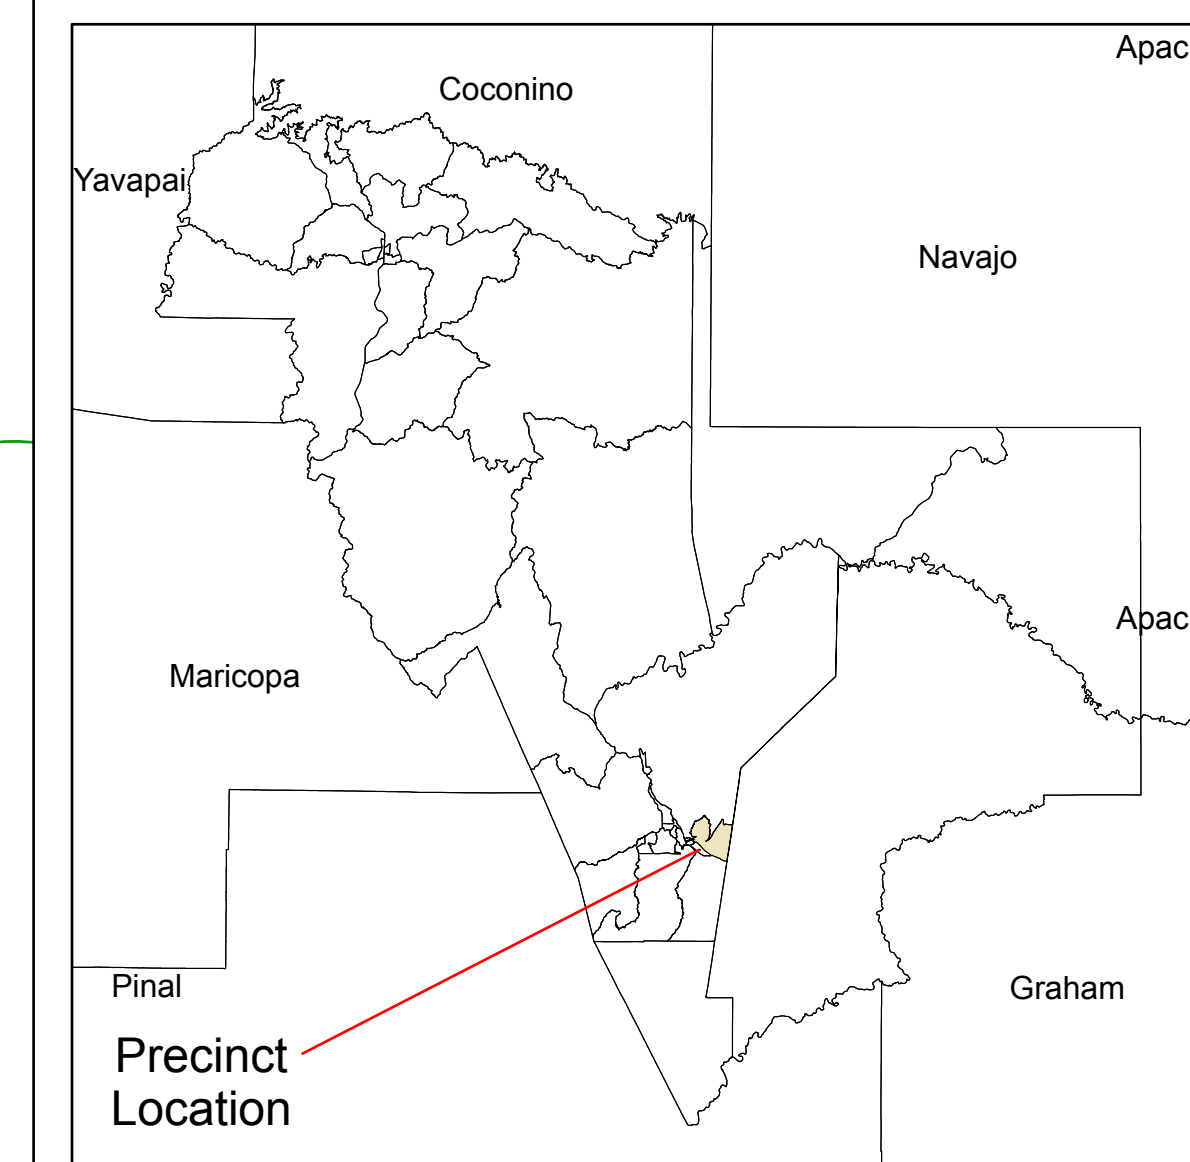 Apac
Coconino
Yavapai
Navajo
Apac
Maricopa
Pinal
Graham
Precinct
Location